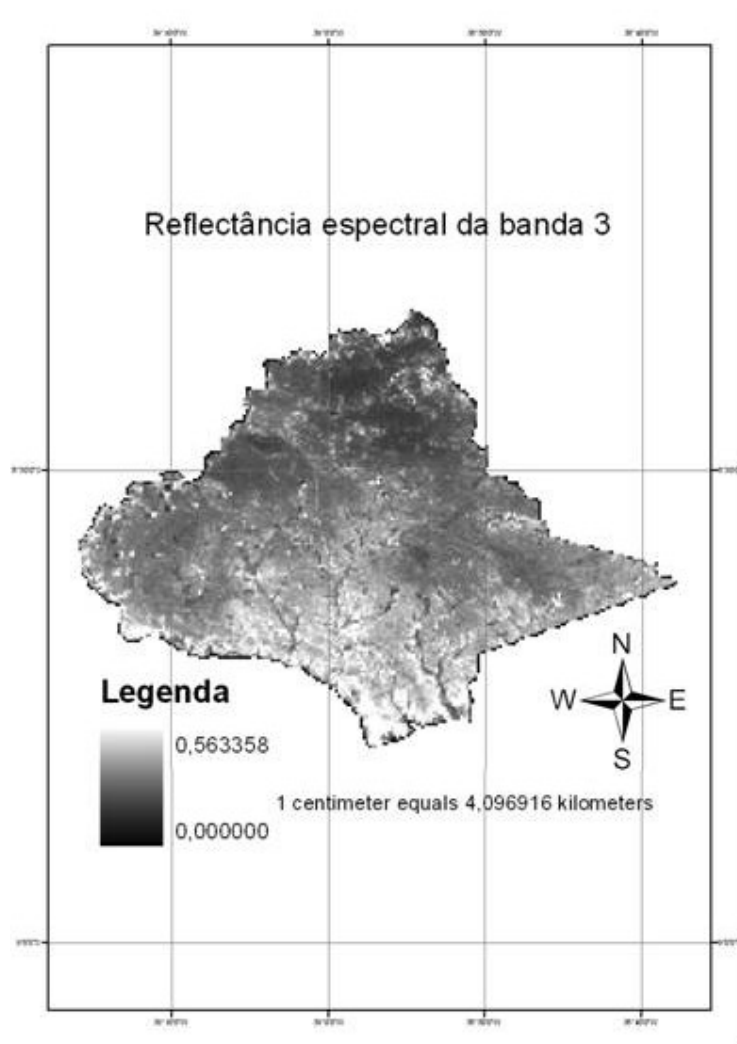 Reflectância espectral da banda 3
N
W
E
S
Legenda
0,563358
1 centimeter equals 4,096916 kilometers
0,000000